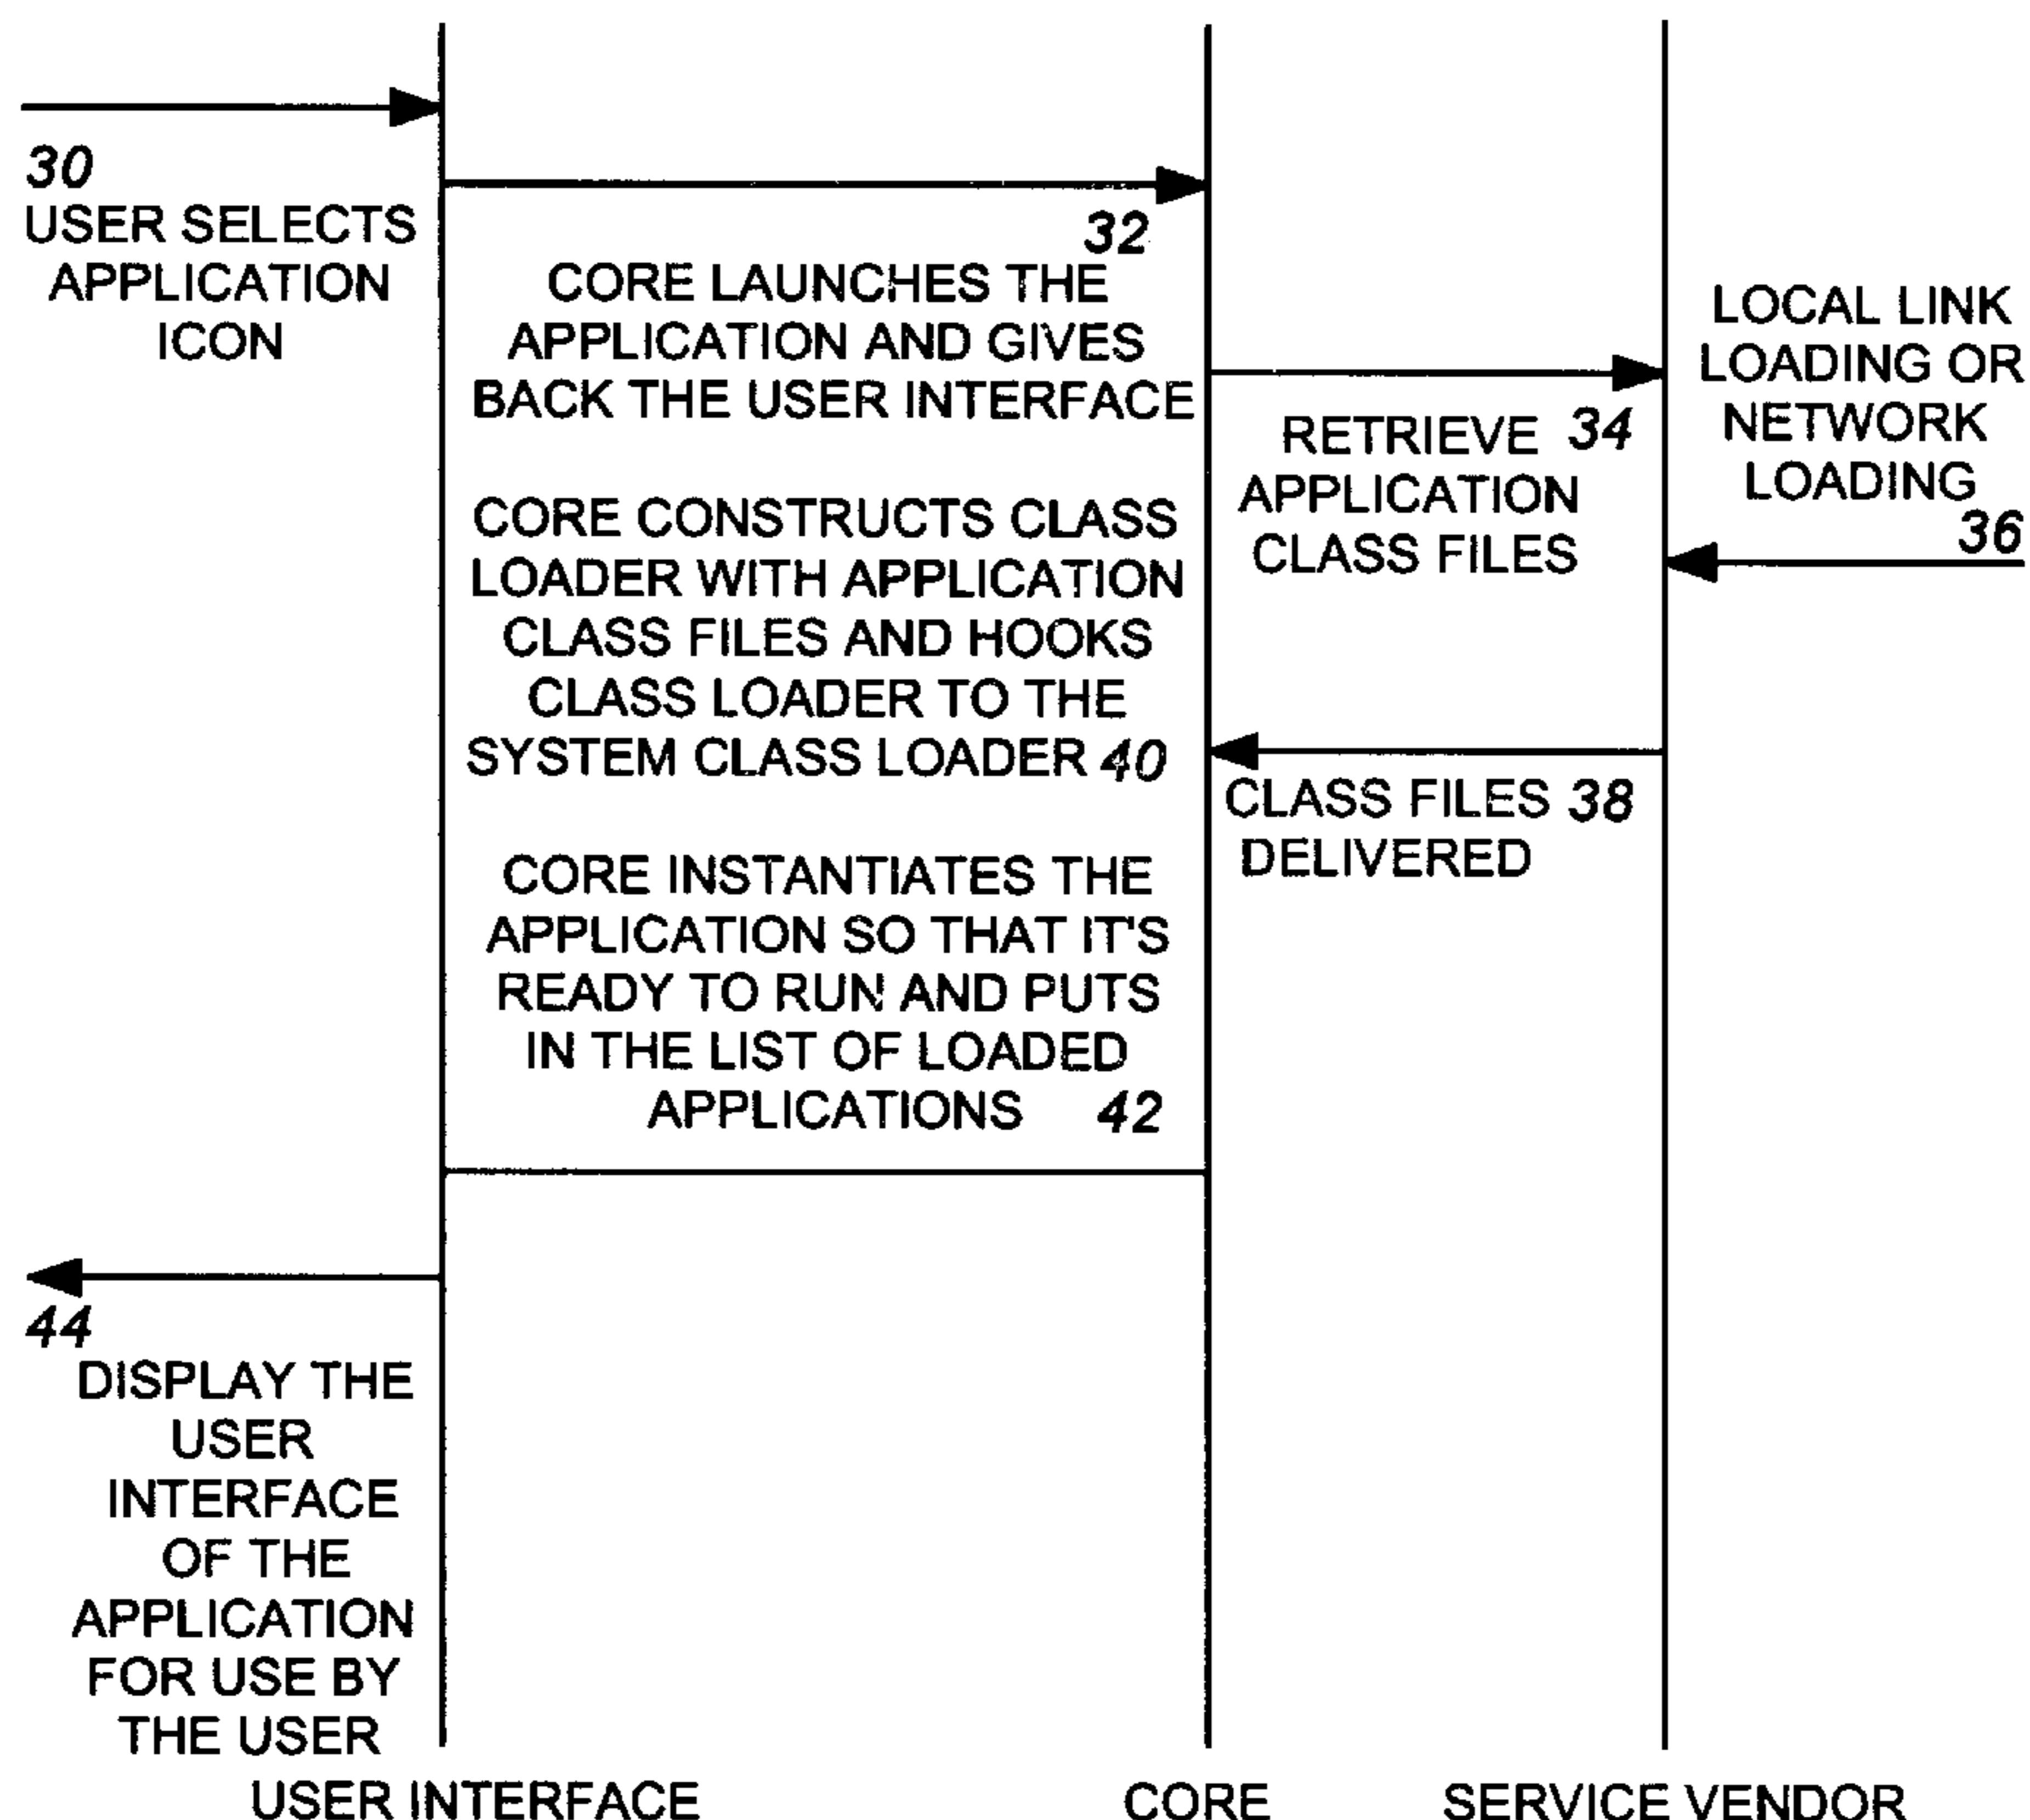 30
USER SELECTS
APPLICATION
ICON
32
CORE LAUNCHES THE
APPLICATION AND GIVES
BACK THE USER INTERFACE
RETRIEVE 34
APPLICATION
CLASS FILES
LOCAL LINK
LOADING OR
NETWORK
LOADING
36
CLASS FILES 38
DELIVERED
CORE CONSTRUCTS CLASS
LOADER WITH APPLICATION
CLASS FILES AND HOOKS
CLASS LOADER TO THE
SYSTEM CLASS LOADER 40
CORE INSTANTIATES THE
APPLICATION SO THAT IT'S
READY TO RUN AND PUTS
IN THE LIST OF LOADED
APPLICATIONS 42
44
DISPLAY THE
USER
INTERFACE
OF THE
APPLICATION
FOR USE BY
THE USER
USER INTERFACE
CORE
SERVICE VENDOR